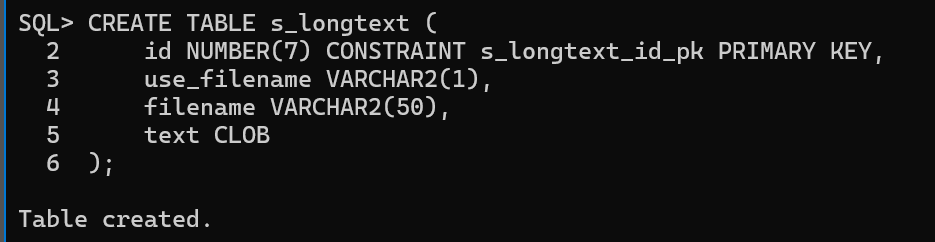 SQL> CREATE TABLE s_longtext (
  2      id NUMBER(7) CONSTRAINT s_longtext_id_pk PRIMARY KEY,
  3      use_filename VARCHAR2(1),
  4      filename VARCHAR2(50),
  5      text CLOB
  6  );
Table created.